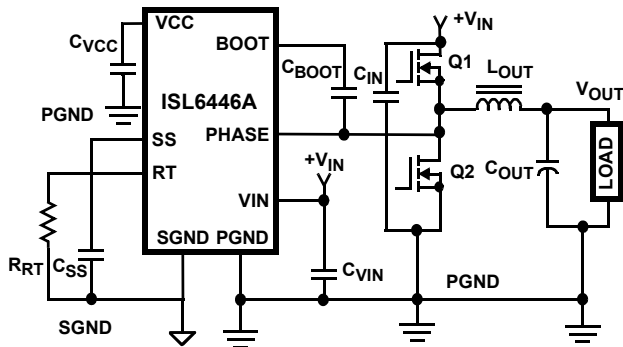 VCC
+VIN
CVCC
BOOT
Q1
CBOOT
CIN
LOUT
VOUT
PGND
ISL6446A
SS
PHASE
RT
+VIN
Q2
COUT
LOAD
VIN
RRT
CSS
SGND
PGND
CVIN
PGND
SGND